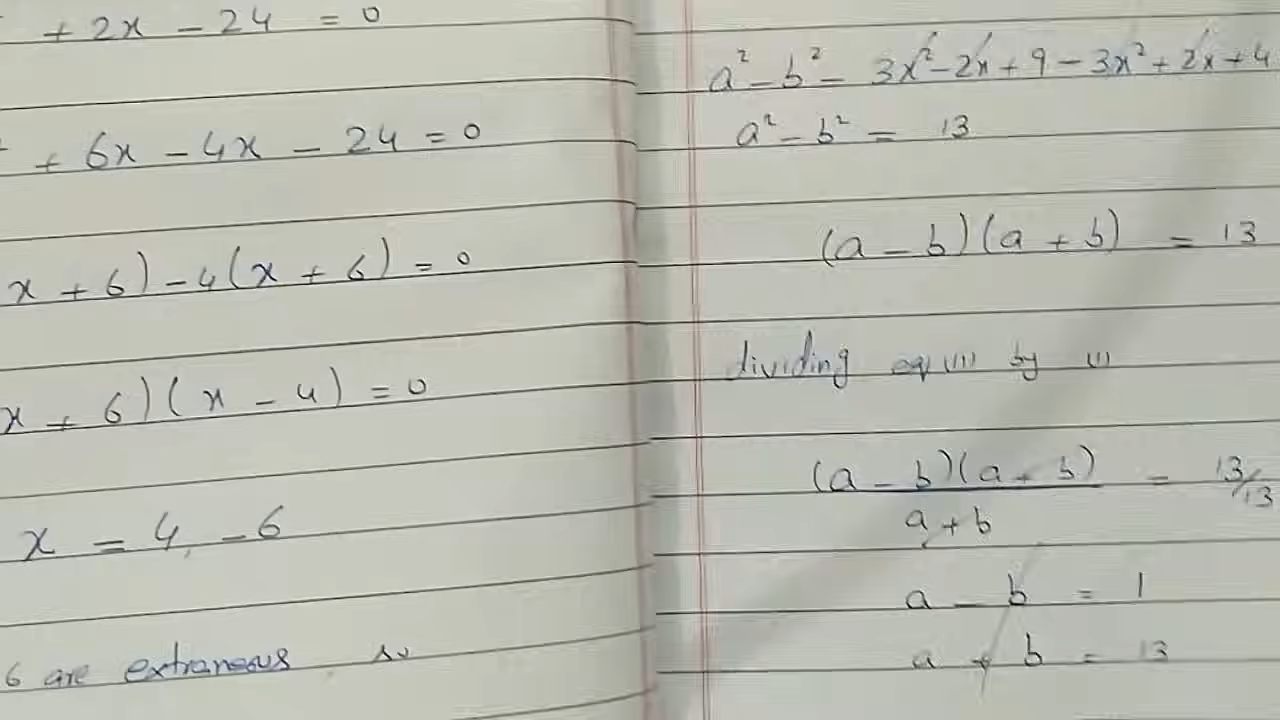 + 2x - 24 = 0
+ 6x - 4x - 24 = 0
x + 6) - 4(x + 6) = 0
x + 6)(x - 4) = 0
x = 4, - 6
6 are extraneous so
a² - b² - 3x² - 2x + 9 - 3x² + 2x + 4
a² - b² = 13
(a - b)(a + b) = 13
dividing eq (ii) by (i)
(a - b)(a + b) = 13/13
a + b
a - b = 1
a + b = 13